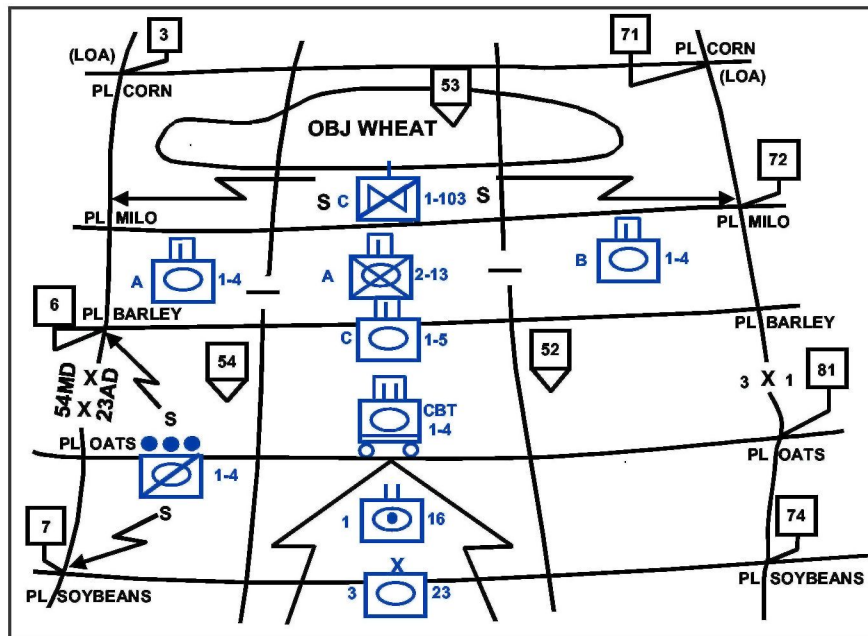 3
71
(LOA)
PL CORN
PL CORN
(LOA)
53
OBJ WHEAT
72
S
C
1-103
S
PL MILO
PL MILO
A
1-4
A
2-13
B
1-4
6
PL BARLEY
PL BARLEY
C
1-5
54
52
54MD
X
X
23AD
3 X 1
81
S
CBT
1-4
PL OATS
PL OATS
1-4
7
S
1
16
74
X
3
23
PL SOYBEANS
PL SOYBEANS